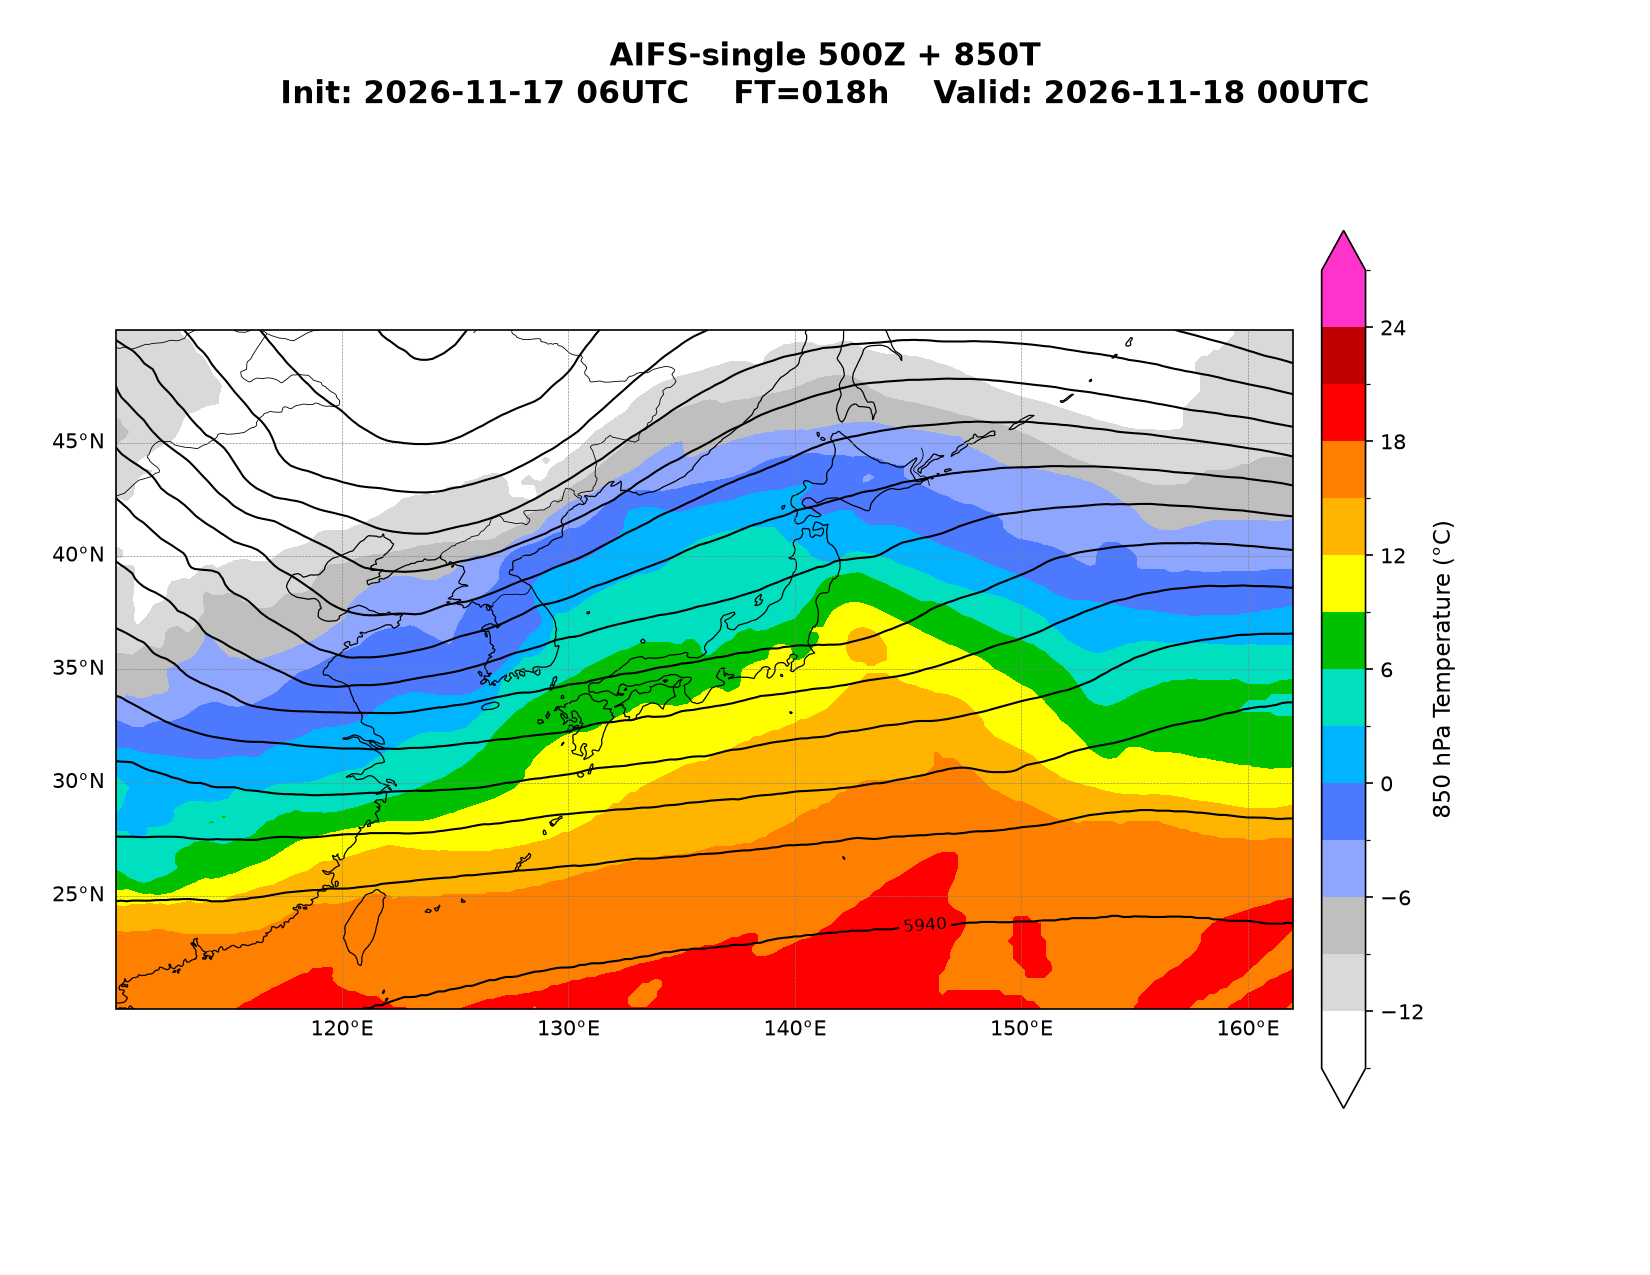 AIFS-single 500Z + 850T
Init: 2026-11-17 06UTC    FT=018h    Valid: 2026-11-18 00UTC
45°N
40°N
35°N
30°N
25°N
120°E
130°E
140°E
150°E
160°E
5940
24
18
12
6
0
−6
−12
850 hPa Temperature (°C)